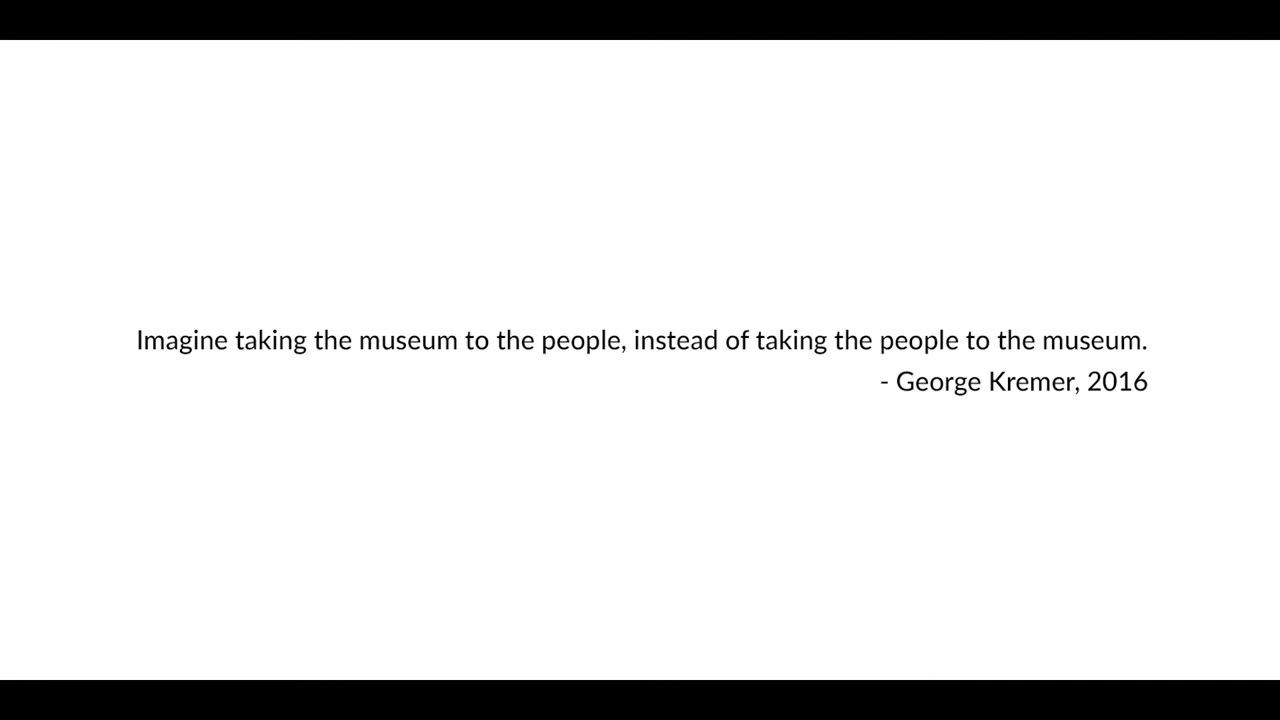 Imagine taking the museum to the people, instead of taking the people to the museum.
- George Kremer, 2016